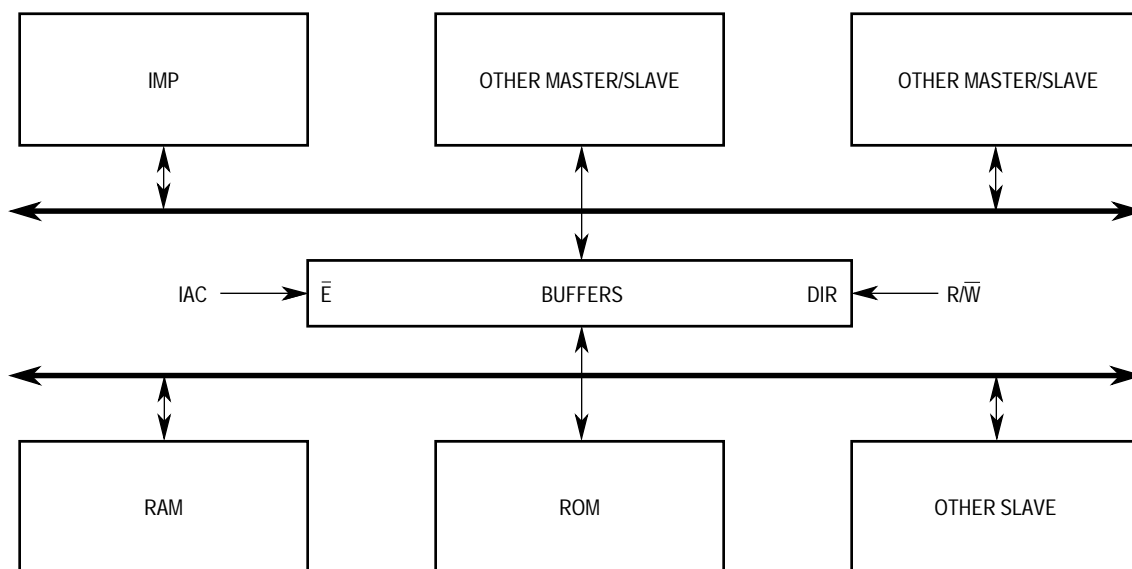 IMP
OTHER MASTER/SLAVE
OTHER MASTER/SLAVE
IAC
E̅
BUFFERS
DIR
R/W̅
RAM
ROM
OTHER SLAVE